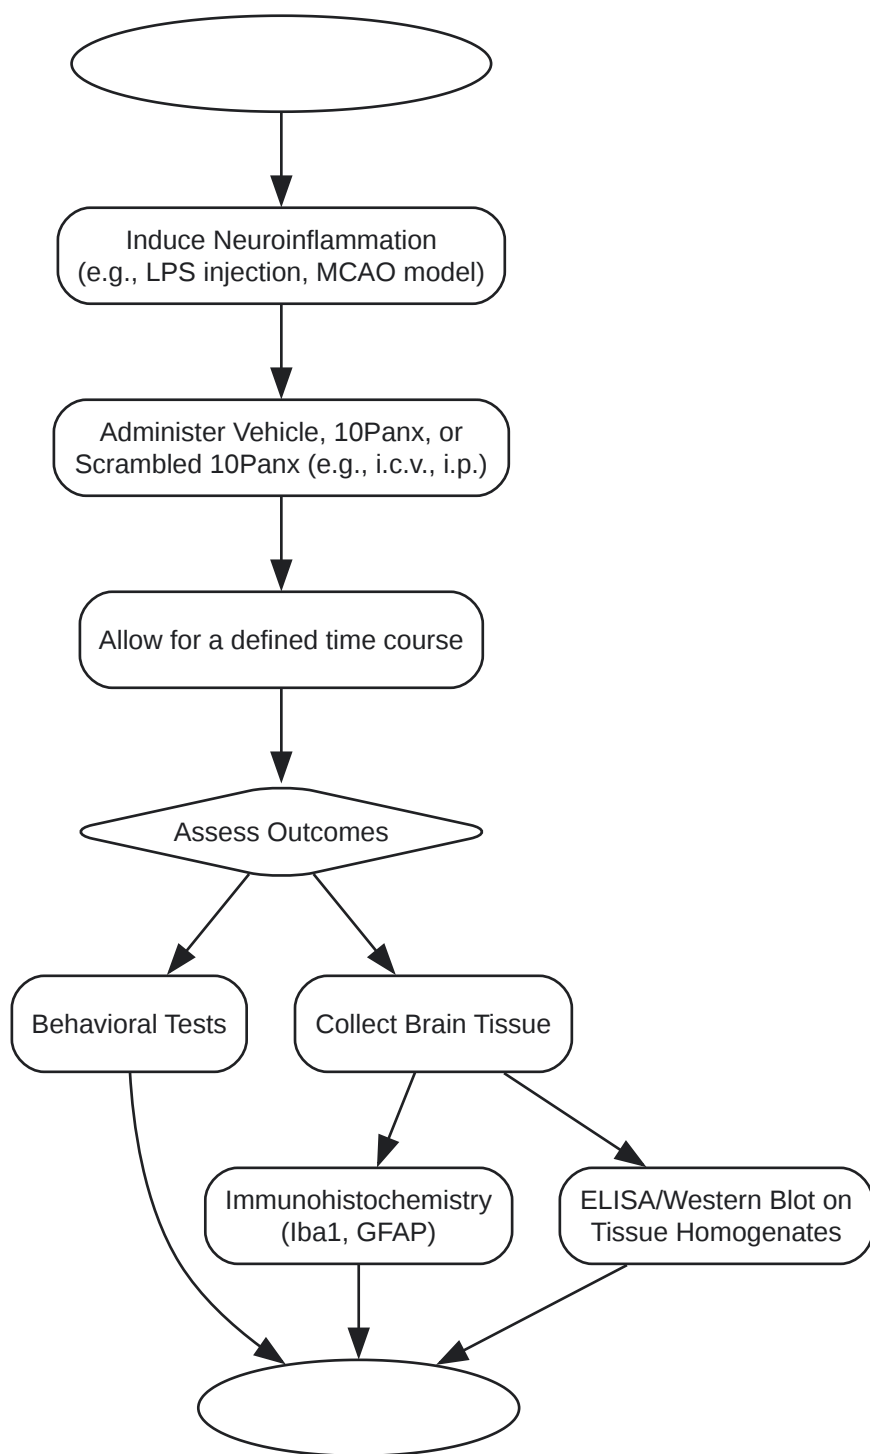 Induce Neuroinflammation
(e.g., LPS injection, MCAO model)
Administer Vehicle, 10Panx, or
Scrambled 10Panx (e.g., i.c.v., i.p.)
Allow for a defined time course
Assess Outcomes
Behavioral Tests
Collect Brain Tissue
Immunohistochemistry
(Iba1, GFAP)
ELISA/Western Blot on
Tissue Homogenates